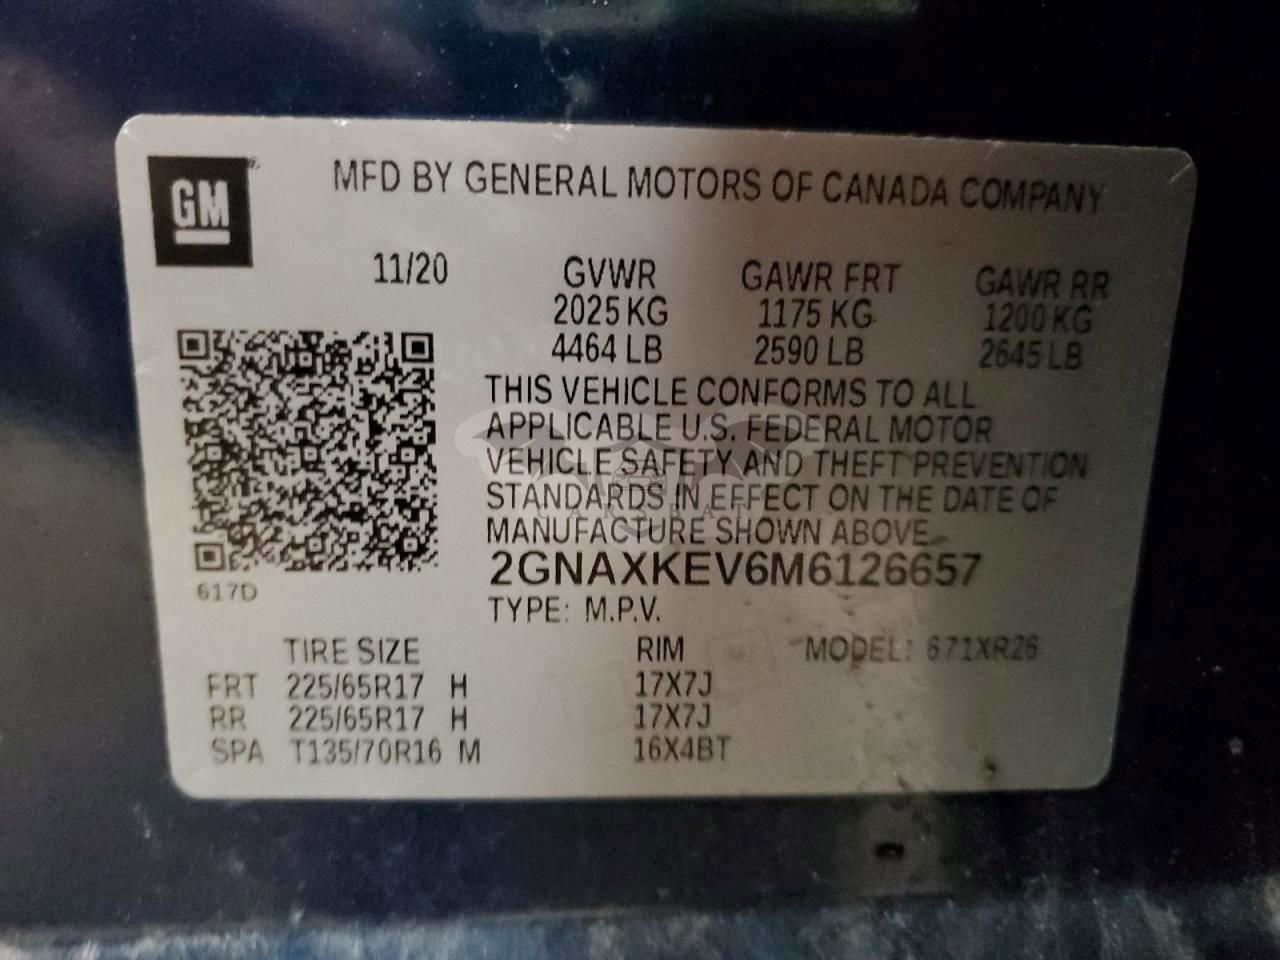 GM
MFD BY GENERAL MOTORS OF CANADA COMPANY
11/20 GVWR GAWR FRT GAWR RR
2025 KG 1175 KG 1200 KG
4464 LB 2590 LB 2645 LB
THIS VEHICLE CONFORMS TO ALL
APPLICABLE U.S. FEDERAL MOTOR
VEHICLE SAFETY AND THEFT PREVENTION
STANDARDS IN EFFECT ON THE DATE OF
MANUFACTURE SHOWN ABOVE.
2GNAXKEV6M6126657
617D
TYPE: M.P.V.
TIRE SIZE RIM MODEL: 671XR26
FRT 225/65R17 H 17X7J
RR 225/65R17 H 17X7J
SPA T135/70R16 M 16X4BT